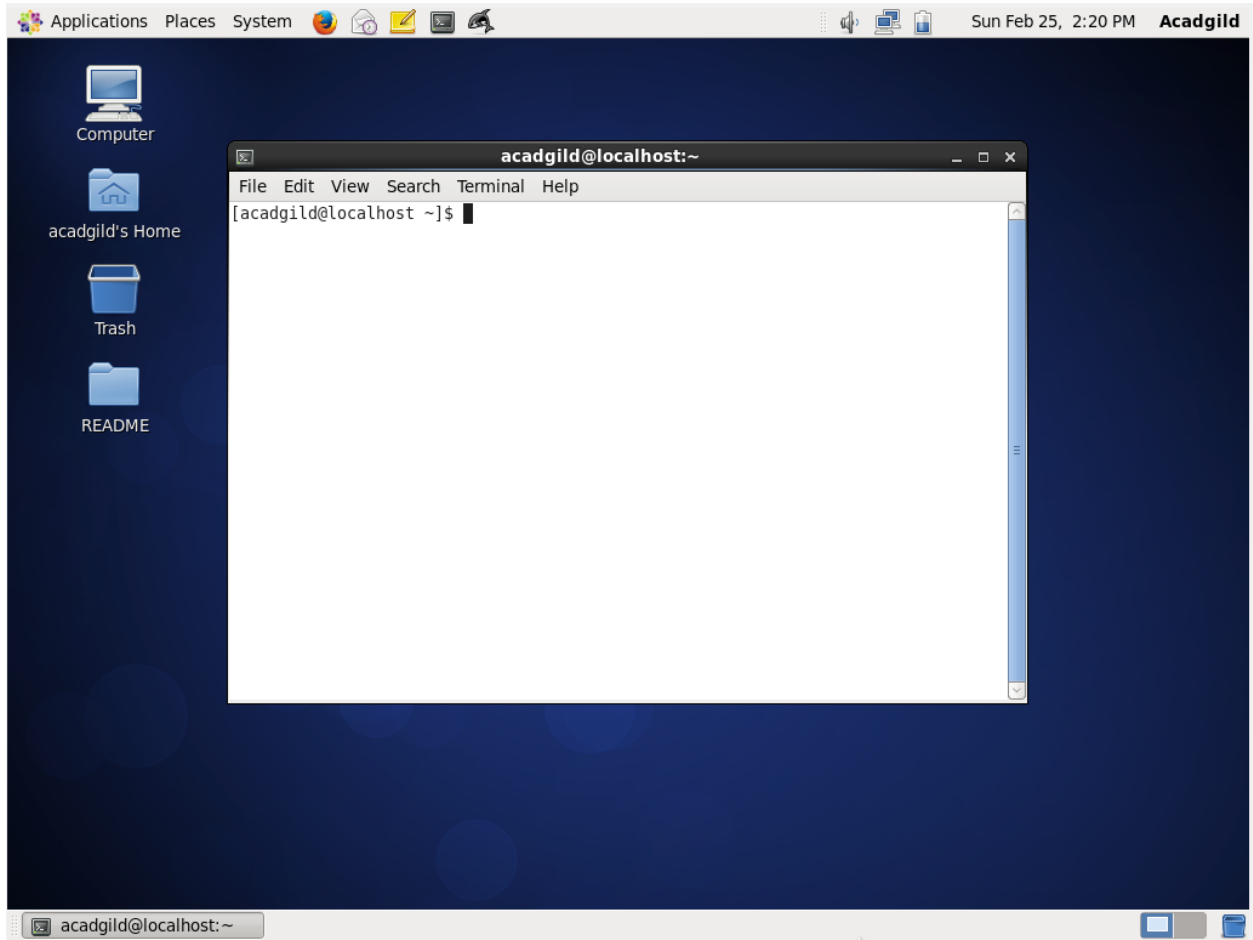 Applications Places System Sun Feb 25, 2:20 PM Acadgild
Computer
acadgild's Home
Trash
README
acadgild@localhost:~
File Edit View Search Terminal Help
[acadgild@localhost ~]$
acadgild@localhost:~